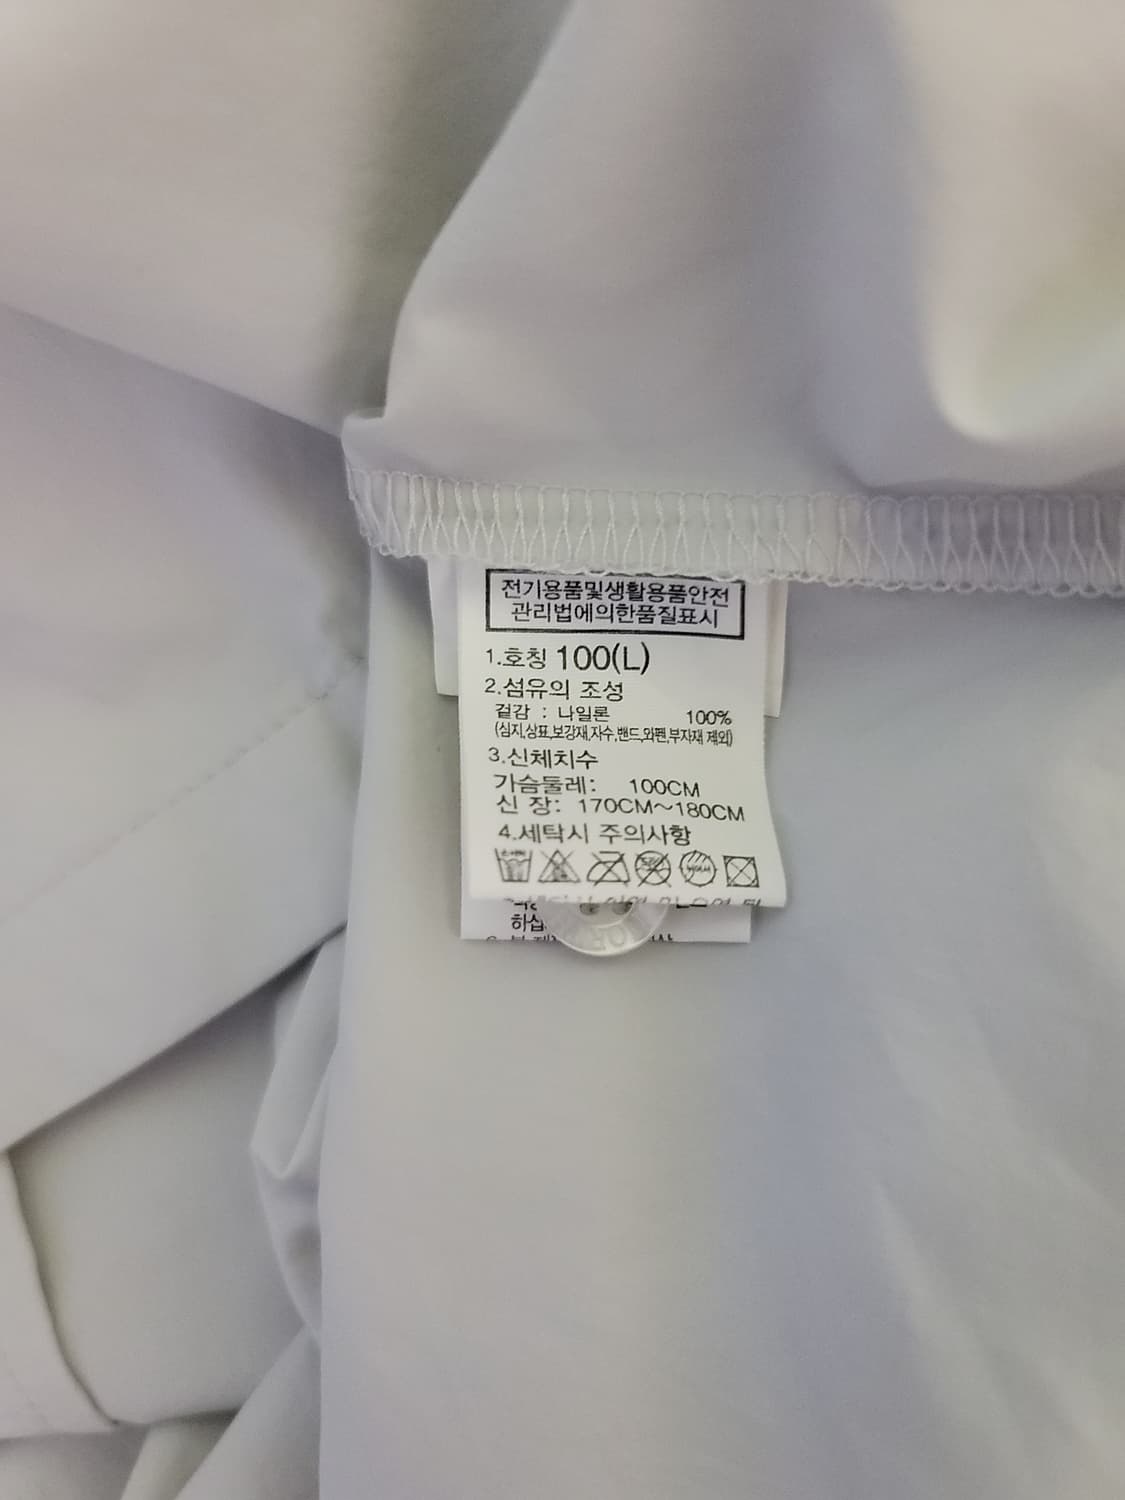 전기용품및생활용품안전
관리법에의한품질표시
1.호칭 100(L)
2.섬유의 조성
겉감 : 나일론 100%
(심지,상표,보강재,자수,밴드,와펜,부자재 제외)
3.신체치수
가슴둘레: 100CM
신 장: 170CM~180CM
4.세탁시 주의사항
하십